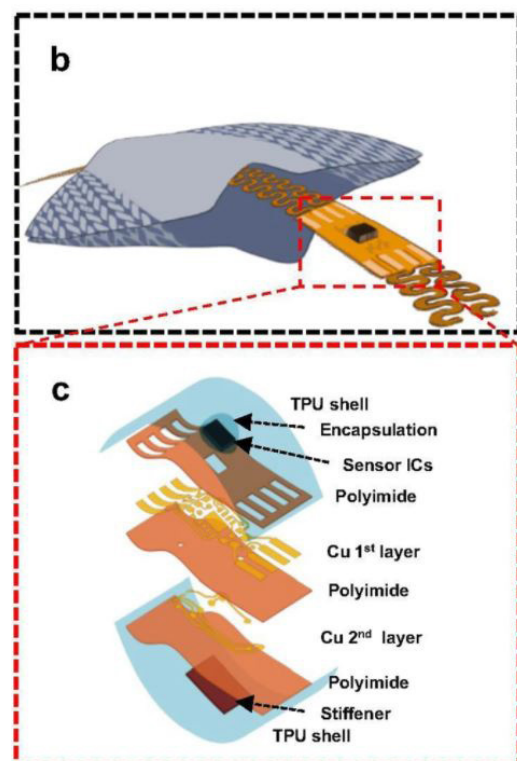 b
c
TPU shell
Encapsulation
Sensor ICs
Polyimide
Cu 1st layer
Polyimide
Cu 2nd layer
Polyimide
Stiffener
TPU shell